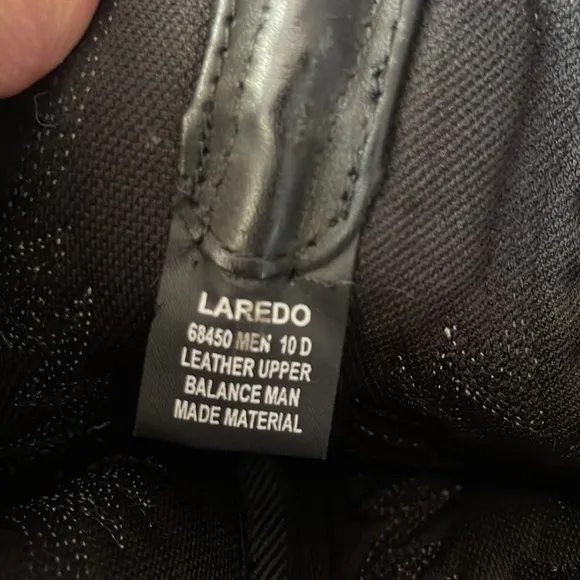 LAREDO
68450 MEN 10 D
LEATHER UPPER
BALANCE MAN
MADE MATERIAL